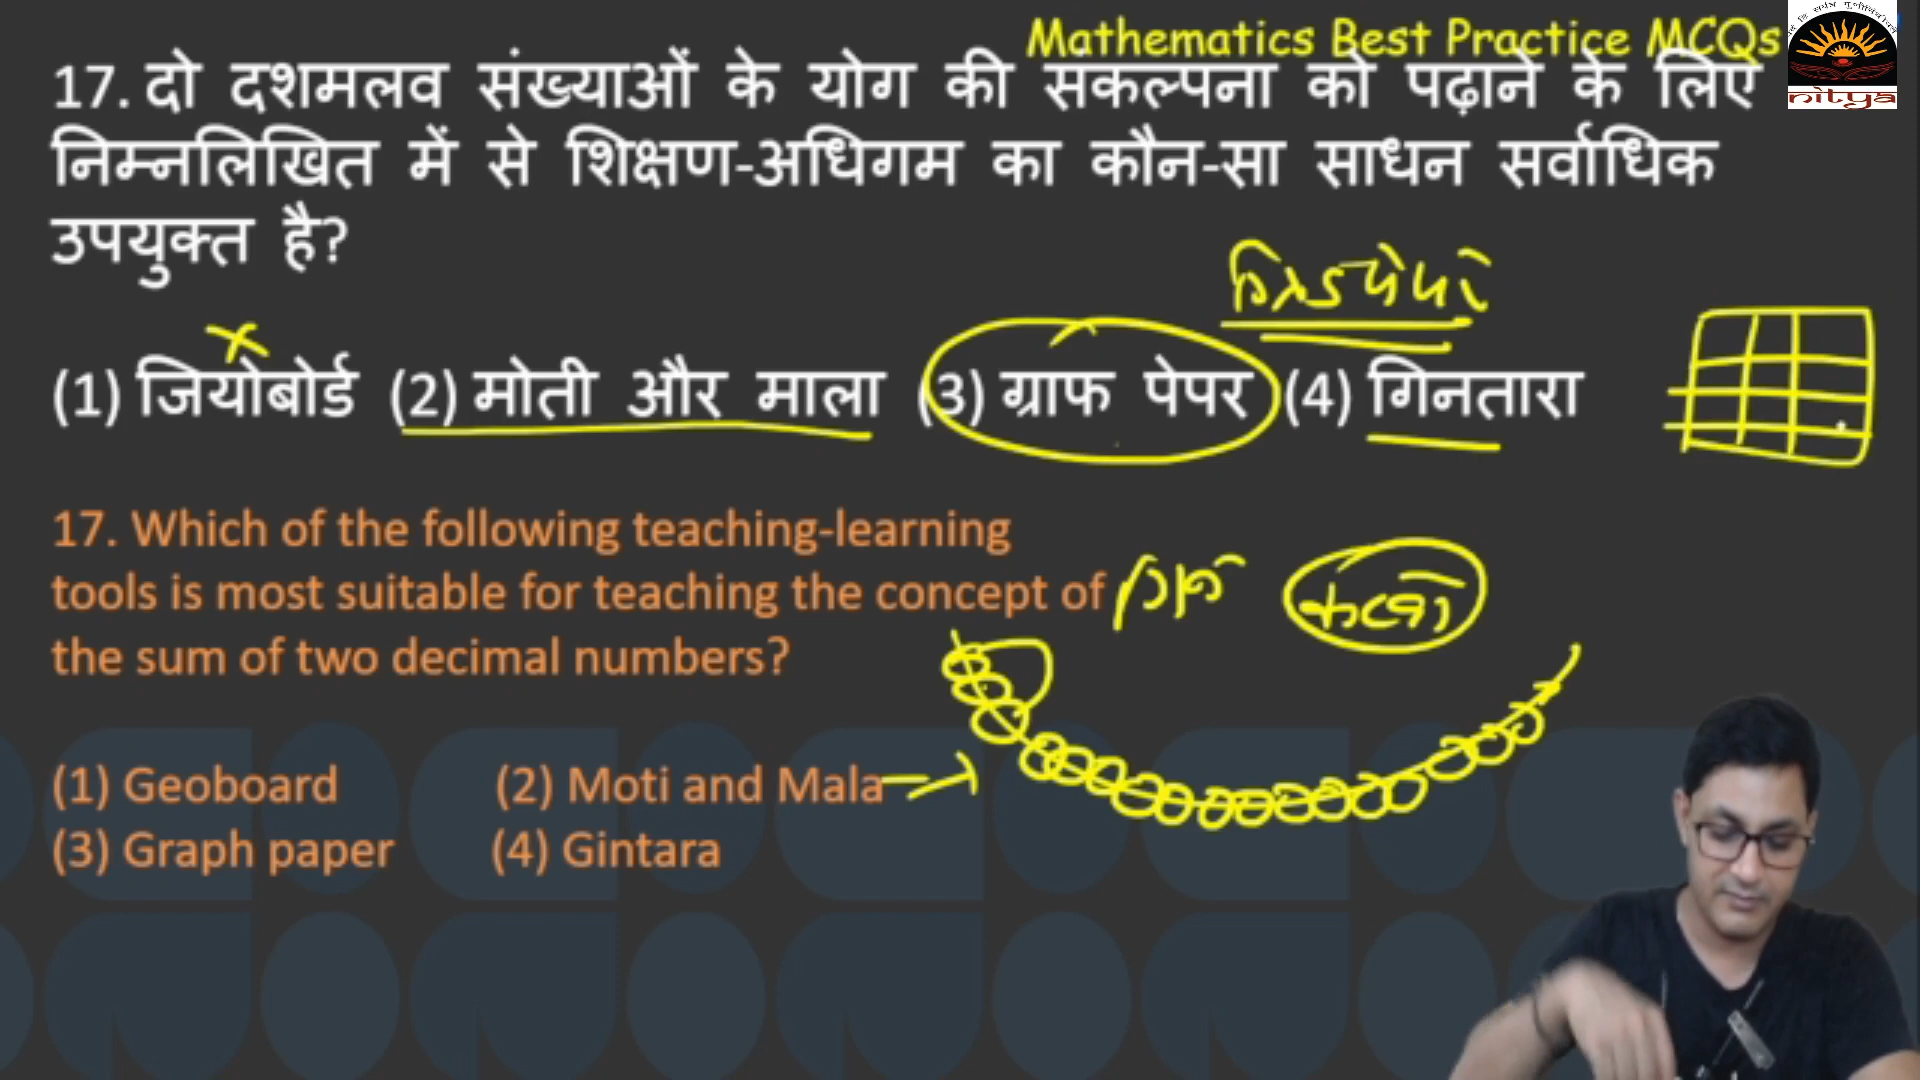 Mathematics Best Practice MCQs
nitya
17. दो दशमलव संख्याओं के योग की संकल्पना को पढ़ाने के लिए
निम्नलिखित में से शिक्षण-अधिगम का कौन-सा साधन सर्वाधिक
उपयुक्त है?
(1) जियोबोर्ड (2) मोती और माला (3) ग्राफ पेपर (4) गिनतारा
17. Which of the following teaching-learning
tools is most suitable for teaching the concept of
the sum of two decimal numbers?
(1) Geoboard (2) Moti and Mala
(3) Graph paper (4) Gintara